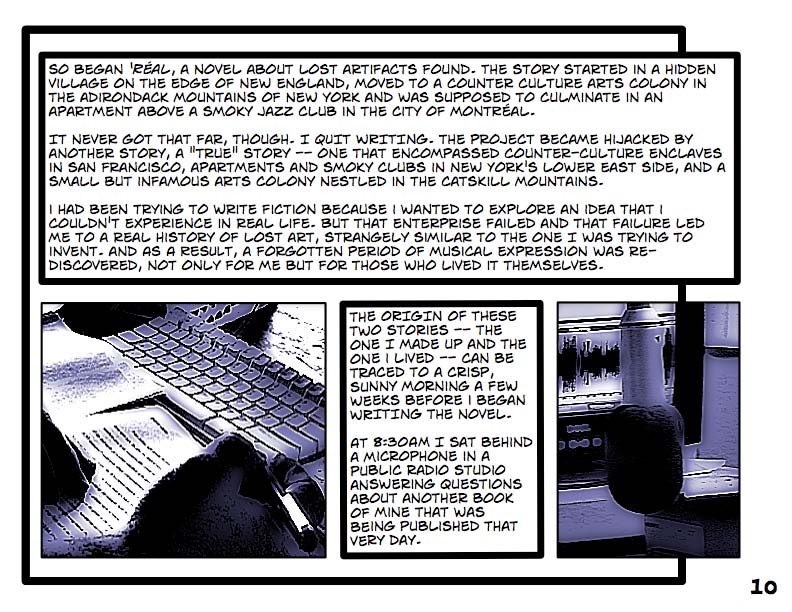 SO BEGAN 'RÉAL, A NOVEL ABOUT LOST ARTIFACTS FOUND. THE STORY STARTED IN A HIDDEN
VILLAGE ON THE EDGE OF NEW ENGLAND, MOVED TO A COUNTER CULTURE ARTS COLONY IN
THE ADIRONDACK MOUNTAINS OF NEW YORK AND WAS SUPPOSED TO CULMINATE IN AN
APARTMENT ABOVE A SMOKY JAZZ CLUB IN THE CITY OF MONTRÉAL.
IT NEVER GOT THAT FAR, THOUGH. I QUIT WRITING. THE PROJECT BECAME HIJACKED BY
ANOTHER STORY, A "TRUE" STORY -- ONE THAT ENCOMPASSED COUNTER-CULTURE ENCLAVES
IN SAN FRANCISCO, APARTMENTS AND SMOKY CLUBS IN NEW YORK'S LOWER EAST SIDE, AND A
SMALL BUT INFAMOUS ARTS COLONY NESTLED IN THE CATSKILL MOUNTAINS.
I HAD BEEN TRYING TO WRITE FICTION BECAUSE I WANTED TO EXPLORE AN IDEA THAT I
COULDN'T EXPERIENCE IN REAL LIFE. BUT THAT ENTERPRISE FAILED AND THAT FAILURE LED
ME TO A REAL HISTORY OF LOST ART, STRANGELY SIMILAR TO THE ONE I WAS TRYING TO
INVENT. AND AS A RESULT, A FORGOTTEN PERIOD OF MUSICAL EXPRESSION WAS RE-
DISCOVERED, NOT ONLY FOR ME BUT FOR THOSE WHO LIVED IT THEMSELVES.
THE ORIGIN OF THESE
TWO STORIES -- THE
ONE I MADE UP AND THE
ONE I LIVED -- CAN BE
TRACED TO A CRISP,
SUNNY MORNING A FEW
WEEKS BEFORE I BEGAN
WRITING THE NOVEL.
AT 8:30AM I SAT BEHIND
A MICROPHONE IN A
PUBLIC RADIO STUDIO
ANSWERING QUESTIONS
ABOUT ANOTHER BOOK
OF MINE THAT WAS
BEING PUBLISHED THAT
VERY DAY.
10